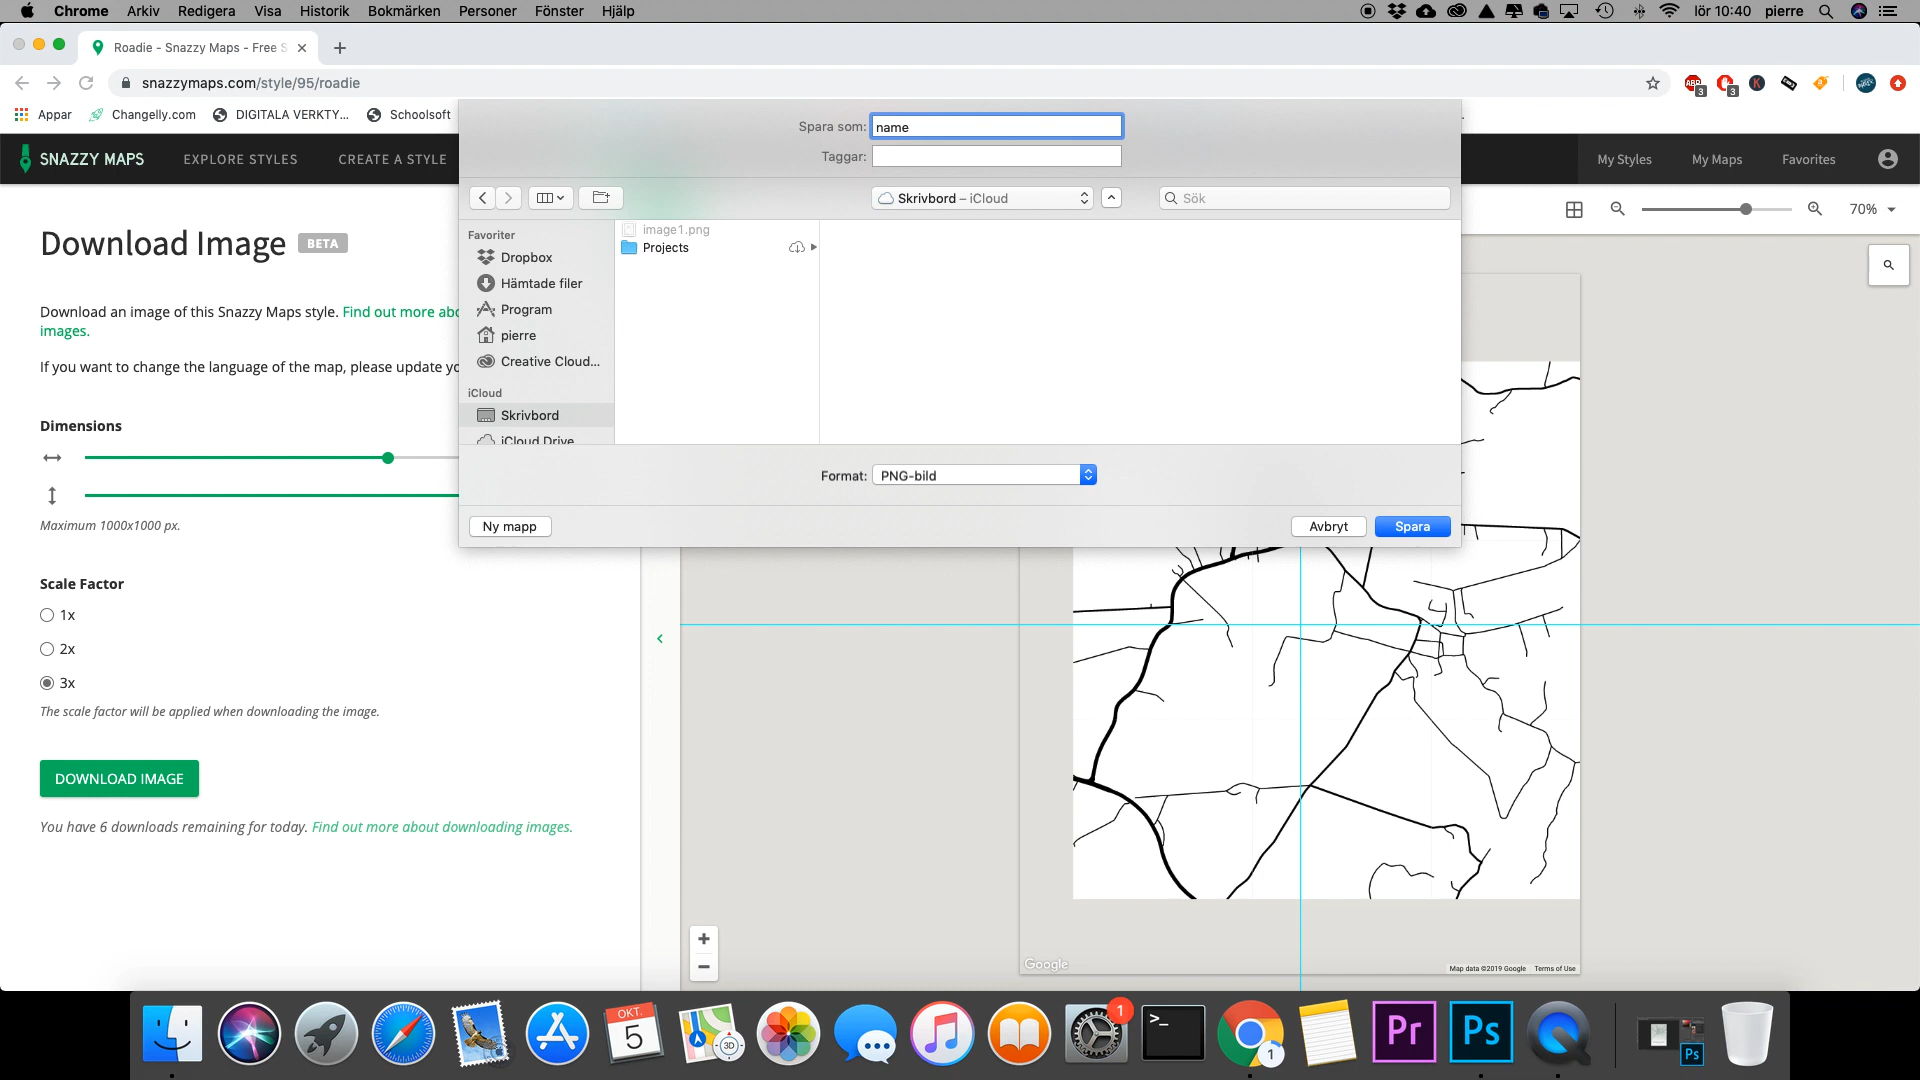 Chrome Arkiv Redigera Visa Historik Bokmärken Personer Fönster Hjälp lör 10:40 pierre
Roadie - Snazzy Maps - Free S
snazzymaps.com/style/95/roadie
ABP 3 3 K
Appar Changelly.com DIGITALA VERKTY... Schoolsoft
SNAZZY MAPS EXPLORE STYLES CREATE A STYLE My Styles My Maps Favorites
Spara som: name
Taggar:
Skrivbord – iCloud
Sök
70%
Favoriter
Dropbox
Hämtade filer
Program
pierre
Creative Cloud...
iCloud
Skrivbord
iCloud Drive
image1.png
Projects
Format: PNG-bild
Ny mapp Avbryt Spara
Download Image BETA
Download an image of this Snazzy Maps style. Find out more abo
images.
If you want to change the language of the map, please update yo
Dimensions
Maximum 1000x1000 px.
Scale Factor
1x
2x
3x
The scale factor will be applied when downloading the image.
DOWNLOAD IMAGE
You have 6 downloads remaining for today. Find out more about downloading images.
Google
Map data ©2019 Google Terms of Use
OKT.
5
3D
1
>_
1
Pr
Ps
Ps